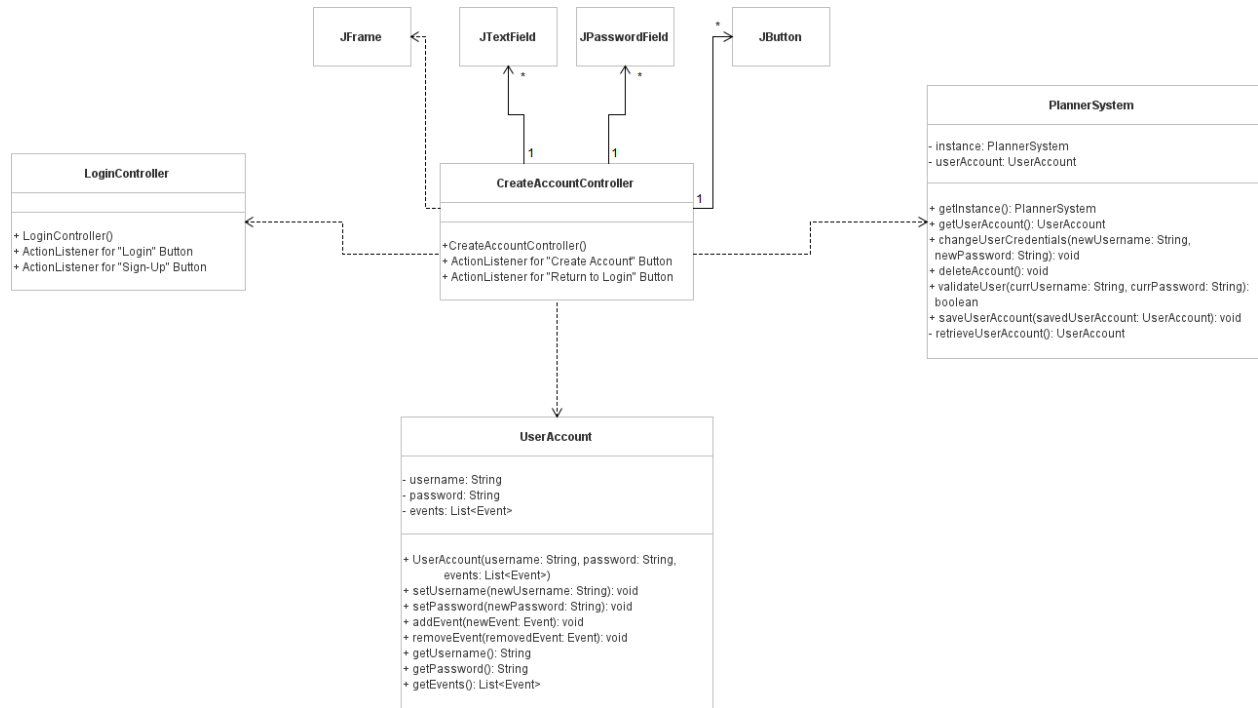 JFrame
JTextField
JPasswordField
JButton
*
*
*
1
1
1
LoginController
+ LoginController()
+ ActionListener for "Login" Button
+ ActionListener for "Sign-Up" Button
CreateAccountController
+CreateAccountController()
+ ActionListener for "Create Account" Button
+ ActionListener for "Return to Login" Button
PlannerSystem
- instance: PlannerSystem
- userAccount: UserAccount
+ getInstance(): PlannerSystem
+ getUserAccount(): UserAccount
+ changeUserCredentials(newUsername: String,
newPassword: String): void
+ deleteAccount(): void
+ validateUser(currUsername: String, currPassword: String):
boolean
+ saveUserAccount(savedUserAccount: UserAccount): void
- retrieveUserAccount(): UserAccount
UserAccount
- username: String
- password: String
- events: List<Event>
+ UserAccount(username: String, password: String,
events: List<Event>)
+ setUsername(newUsername: String): void
+ setPassword(newPassword: String): void
+ addEvent(newEvent: Event): void
+ removeEvent(removedEvent: Event): void
+ getUsername(): String
+ getPassword(): String
+ getEvents(): List<Event>